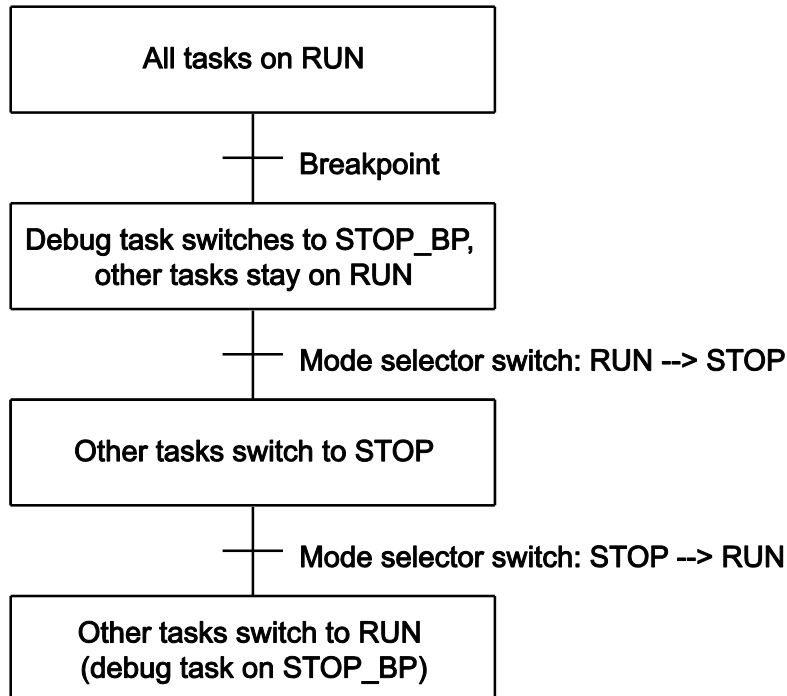 All tasks on RUN
Breakpoint
Debug task switches to STOP_BP,
other tasks stay on RUN
Mode selector switch: RUN --> STOP
Other tasks switch to STOP
Mode selector switch: STOP --> RUN
Other tasks switch to RUN
(debug task on STOP_BP)